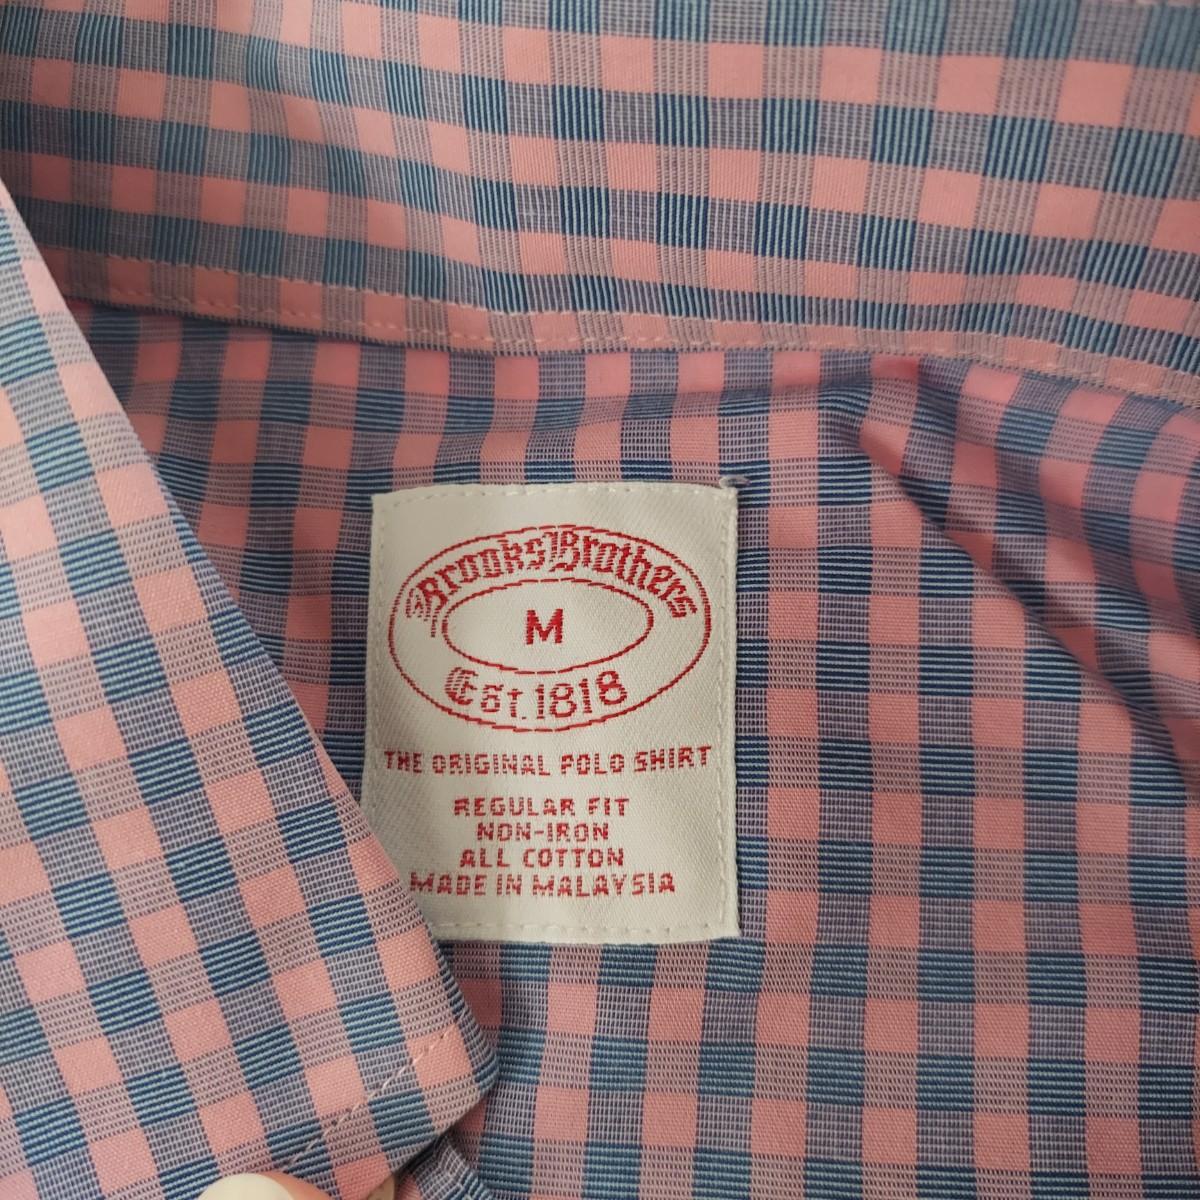 Brooks Brothers
M
Est. 1818
THE ORIGINAL POLO SHIRT
REGULAR FIT
NON-IRON
ALL COTTON
MADE IN MALAYSIA